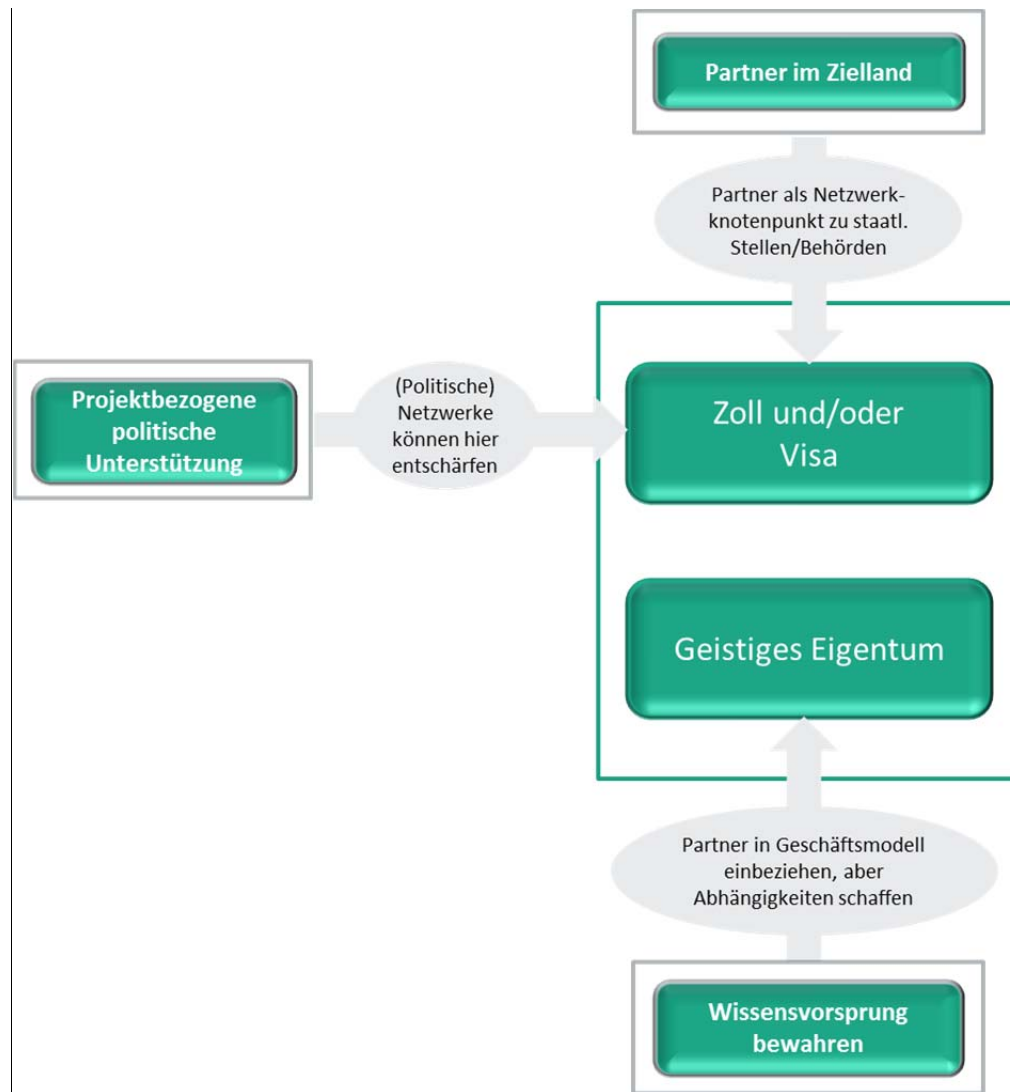 Partner im Zielland
Partner als Netzwerk-
knotenpunkt zu staatl.
Stellen/Behörden
Projektbezogene
politische
Unterstützung
(Politische)
Netzwerke
können hier
entschärfen
Zoll und/oder
Visa
Geistiges Eigentum
Partner in Geschäftsmodell
einbeziehen, aber
Abhängigkeiten schaffen
Wissensvorsprung
bewahren